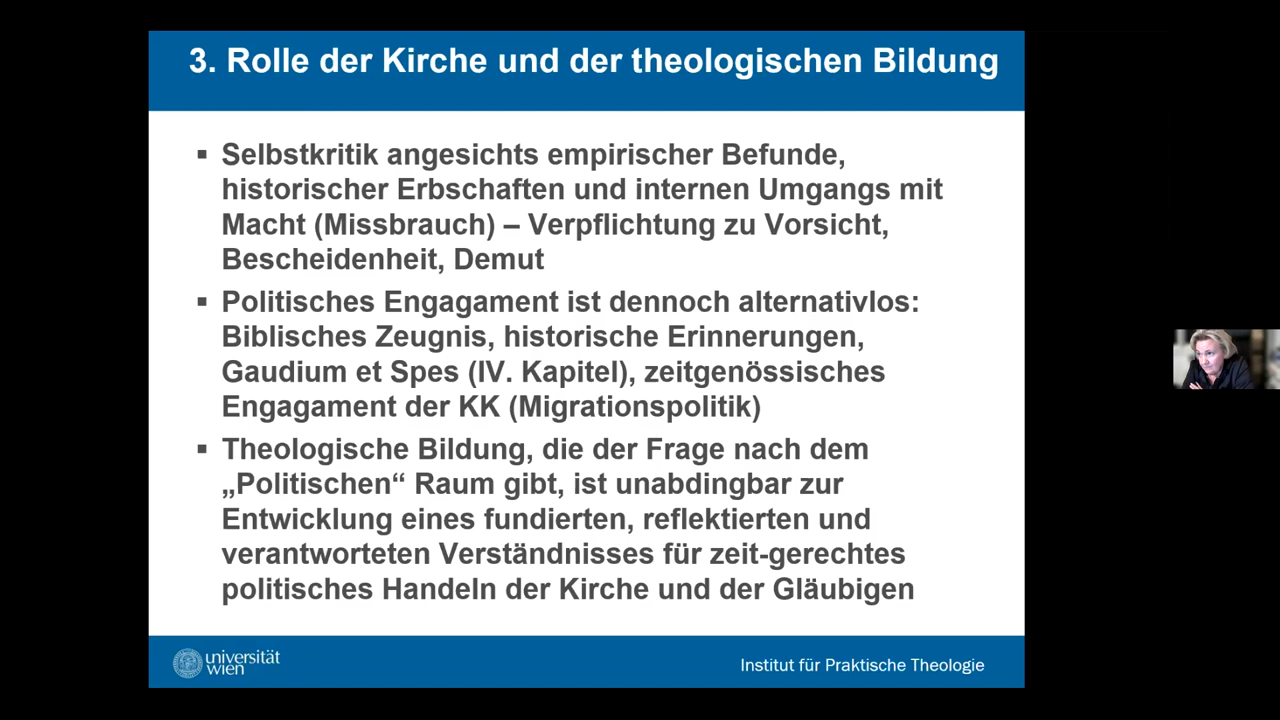 3. Rolle der Kirche und der theologischen Bildung
▪ Selbstkritik angesichts empirischer Befunde,
historischer Erbschaften und internen Umgangs mit
Macht (Missbrauch) – Verpflichtung zu Vorsicht,
Bescheidenheit, Demut
▪ Politisches Engagament ist dennoch alternativlos:
Biblisches Zeugnis, historische Erinnerungen,
Gaudium et Spes (IV. Kapitel), zeitgenössisches
Engagament der KK (Migrationspolitik)
▪ Theologische Bildung, die der Frage nach dem
„Politischen“ Raum gibt, ist unabdingbar zur
Entwicklung eines fundierten, reflektierten und
verantworteten Verständnisses für zeit-gerechtes
politisches Handeln der Kirche und der Gläubigen
universität
wien
Institut für Praktische Theologie